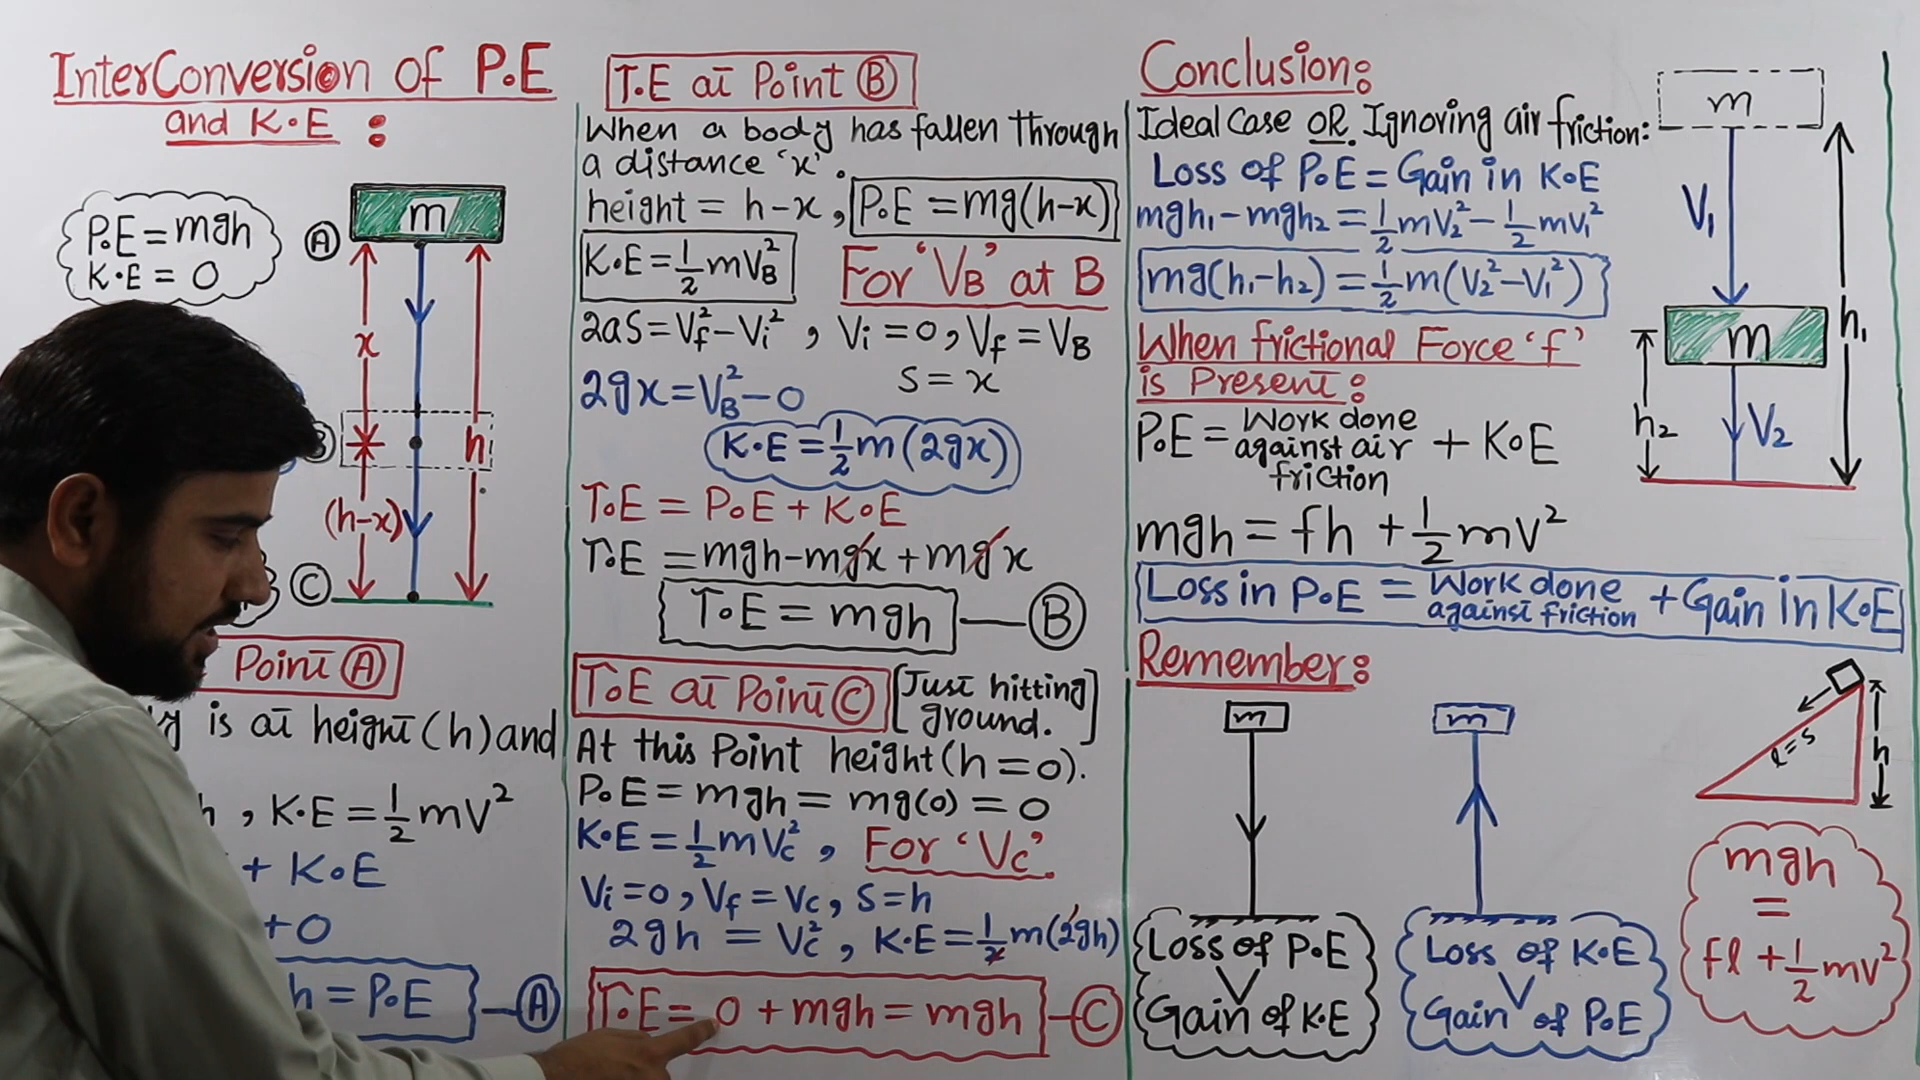 InterConversion of P.E
and K.E :
P.E = mgh
K.E = 0
m
A
x
h
(h-x)
C
Point A
is at height (h) and
, K.E = 1/2 mV²
+ K.E
+0
h = P.E — A
T.E at Point B
When a body has fallen through
a distance 'x'.
height = h-x , P.E = mg(h-x)
K.E = 1/2 mV_B²
For 'V_B' at B
2aS = V_f² - V_i² , V_i = 0, V_f = V_B
S = x
2gx = V_B² - 0
K.E = 1/2 m(2gx)
T.E = P.E + K.E
T.E = mgh - mgx + mgx
T.E = mgh — B
T.E at Point C [Just hitting
ground.]
At this Point height (h=0).
P.E = mgh = mg(0) = 0
K.E = 1/2 mV_C² , For 'V_C'
V_i = 0, V_f = V_C, S = h
2gh = V_C² , K.E = 1/2 m(2gh)
T.E = 0 + mgh = mgh — C
Conclusion:
Ideal Case OR Ignoring air friction:
Loss of P.E = Gain in K.E
mgh₁ - mgh₂ = 1/2 mV₂² - 1/2 mV₁²
mg(h₁-h₂) = 1/2 m(V₂²-V₁²)
m
V₁
h₁
m
h₂
V₂
When frictional Force 'f'
is Present:
P.E = Work done against air friction + K.E
mgh = fh + 1/2 mV²
Loss in P.E = Work done against friction + Gain in K.E
Remember:
m
Loss of P.E
V
Gain of K.E
m
Loss of K.E
V
Gain of P.E
l = s
h
mgh
=
fl + 1/2 mV²